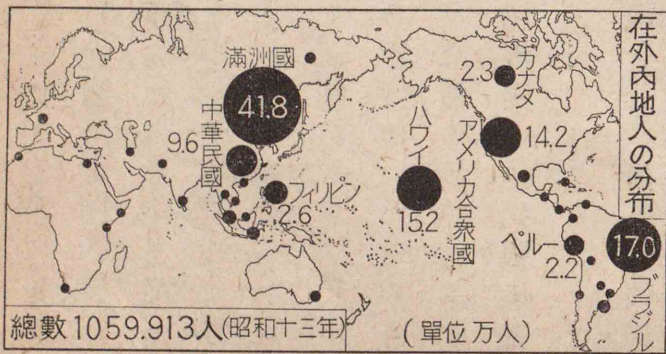 在外内地人の分布
カナダ
2.3
滿洲國
41.8
中華民國
9.6
ハワイ
15.2
アメリカ合衆國
14.2
フィリピン
2.6
ペルー
2.2
17.0
ブラジル
總數1059.913人(昭和十三年)
(單位 万人)